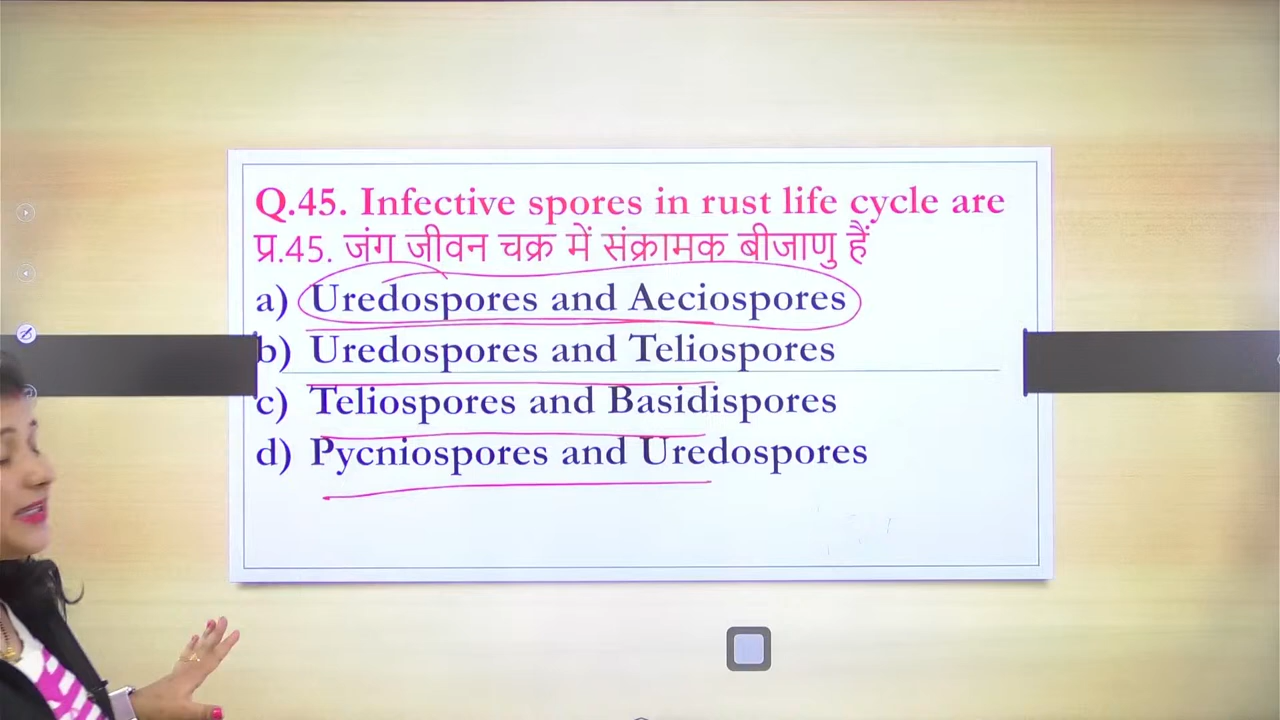 Q.45. Infective spores in rust life cycle are
प्र.45. जंग जीवन चक्र में संक्रामक बीजाणु हैं
a) Uredospores and Aeciospores
b) Uredospores and Teliospores
c) Teliospores and Basidispores
d) Pycniospores and Uredospores